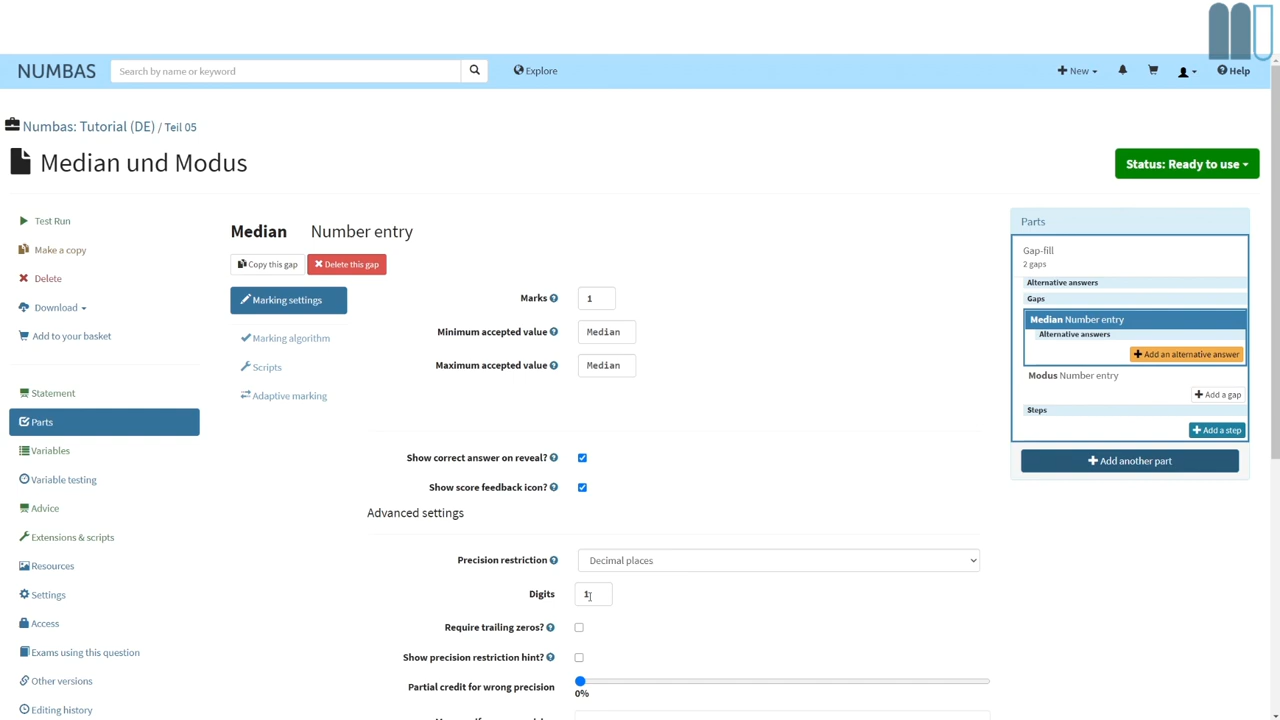 NUMBAS
Search by name or keyword
Explore
New
Help
Numbas: Tutorial (DE) / Teil 05
Median und Modus
Status: Ready to use
Test Run
Make a copy
Delete
Download
Add to your basket
Statement
Parts
Variables
Variable testing
Advice
Extensions & scripts
Resources
Settings
Access
Exams using this question
Other versions
Editing history
Median Number entry
Copy this gap
Delete this gap
Marking settings
Marking algorithm
Scripts
Adaptive marking
Marks
1
Minimum accepted value
Median
Maximum accepted value
Median
Show correct answer on reveal?
Show score feedback icon?
Advanced settings
Precision restriction
Decimal places
Digits
1
Require trailing zeros?
Show precision restriction hint?
Partial credit for wrong precision
0%
Parts
Gap-fill
2 gaps
Alternative answers
Gaps
Median Number entry
Alternative answers
Add an alternative answer
Modus Number entry
Add a gap
Steps
Add a step
Add another part